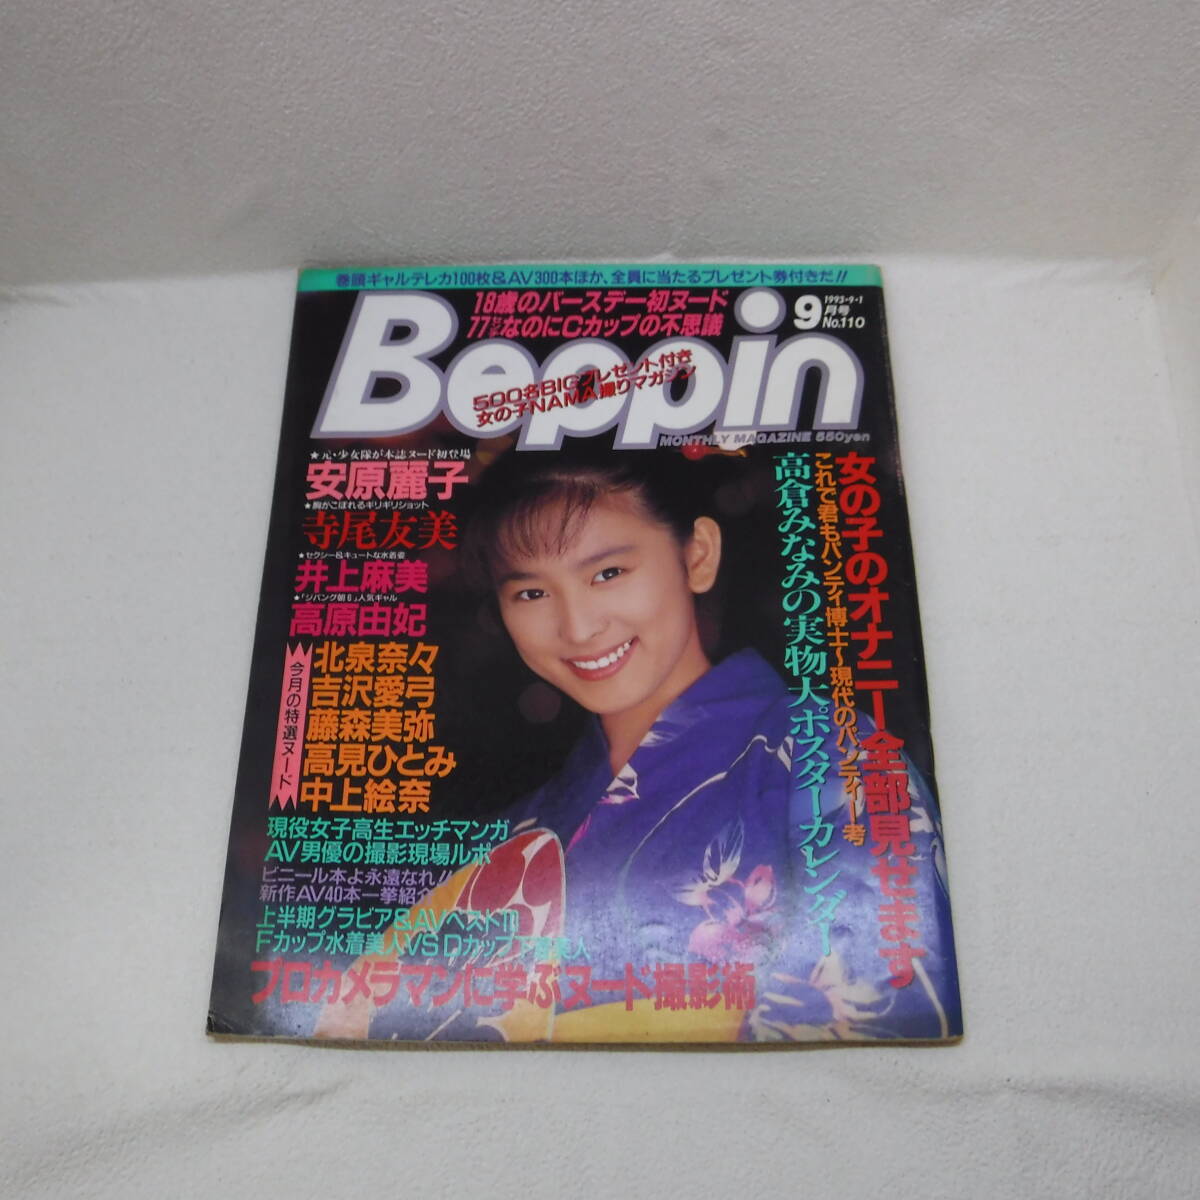 巻頭ギャルテレカ100枚&AV300本ほか、全員に当たるプレゼント券付きだ!!
18歳のバースデー初ヌード
77センチなのにCカップの不思議
9月号
1993・9・1
No.110
Beppin
500名BIGプレゼント付き
女の子NAMA撮りマガジン
MONTHLY MAGAZINE 550yen
★元・少女隊が本誌ヌード初登場
安原麗子
★胸がこぼれるギリギリショット
寺尾友美
★セクシー&キュートな水着姿
井上麻美
★「ジパング朝6」人気ギャル
高原由妃
今月の特選ヌード
北泉奈々
吉沢愛弓
藤森美弥
高見ひとみ
中上絵奈
女の子のオナニー全部見せます
これで君もパンティ博士〜現代のパンティー考
高倉みなみの実物大ポスターカレンダー
現役女子高生エッチマンガ
AV男優の撮影現場ルポ
ビニール本よ永遠なれ!!
新作AV40本一挙紹介
上半期グラビア&AVベスト10
Fカップ水着美人VS Dカップ下着美人
プロカメラマンに学ぶヌード撮影術